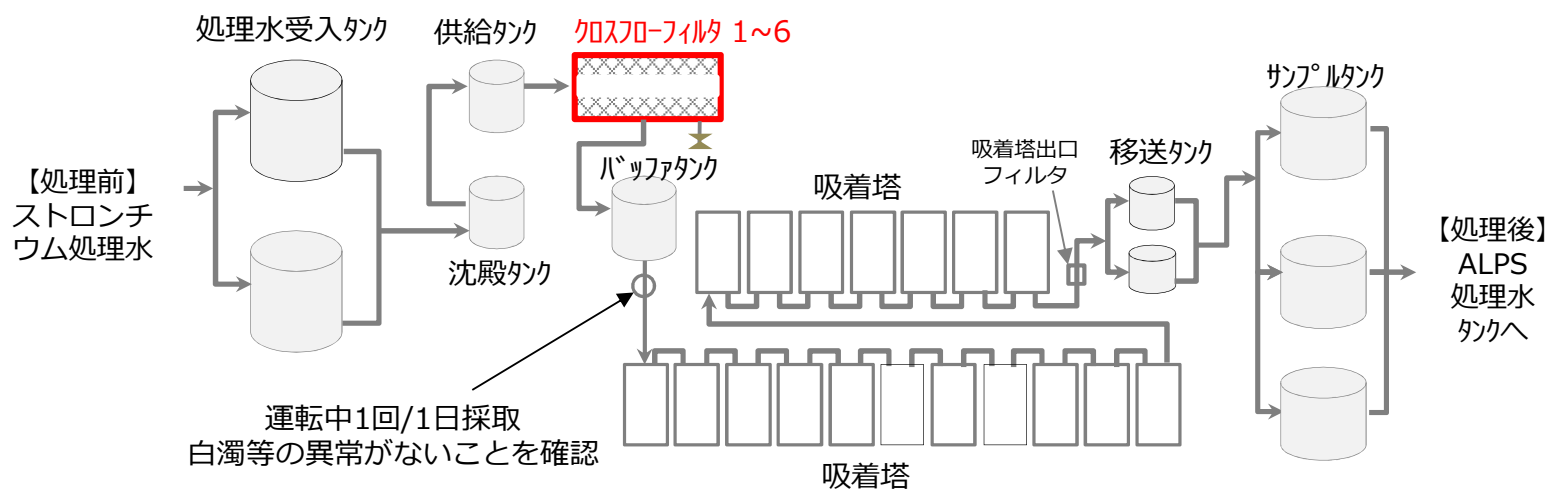 処理水受入ﾀﾝｸ
供給ﾀﾝｸ
ｸﾛｽﾌﾛｰﾌｨﾙﾀ 1~6
ｻﾝﾌﾟﾙﾀﾝｸ
【処理前】
ストロンチ
ウム処理水
沈殿ﾀﾝｸ
ﾊﾞｯﾌｧﾀﾝｸ
吸着塔
吸着塔出口
フィルタ
移送ﾀﾝｸ
【処理後】
ALPS
処理水
ﾀﾝｸへ
運転中1回/1日採取
白濁等の異常がないことを確認
吸着塔